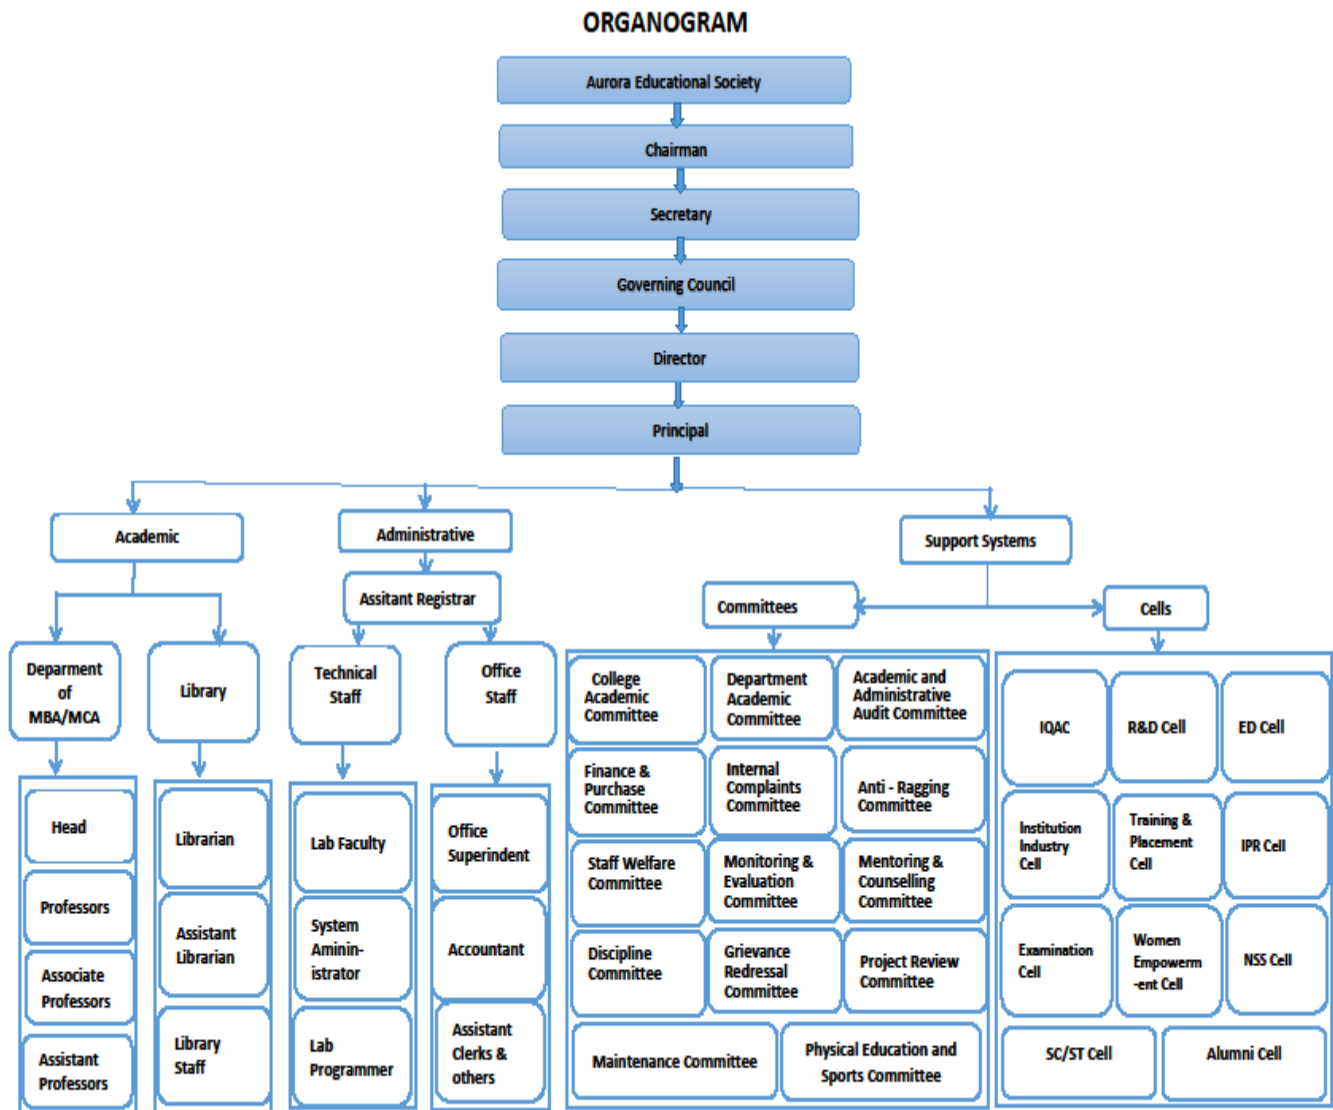 ORGANOGRAM
Aurora Educational Society
Chairman
Secretary
Governing Council
Director
Principal
Academic
Administrative
Support Systems
Assitant Registrar
Committees
Cells
Deparment
of
MBA/MCA
Library
Technical
Staff
Office
Staff
Head
Professors
Associate
Professors
Assistant
Professors
Librarian
Assistant
Librarian
Library
Staff
Lab Faculty
System
Aminin-
istrator
Lab
Programmer
Office
Superindent
Accountant
Assistant
Clerks &
others
College
Academic
Committee
Department
Academic
Committee
Academic and
Administrative
Audit Committee
Finance &
Purchase
Committee
Internal
Complaints
Committee
Anti - Ragging
Committee
Staff Welfare
Committee
Monitoring &
Evaluation
Committee
Mentoring &
Counselling
Committee
Discipline
Committee
Grievance
Redressal
Committee
Project Review
Committee
Maintenance Committee
Physical Education and
Sports Committee
IQAC
R&D Cell
ED Cell
Institution
Industry
Cell
Training &
Placement
Cell
IPR Cell
Examination
Cell
Women
Empowerm
-ent Cell
NSS Cell
SC/ST Cell
Alumni Cell